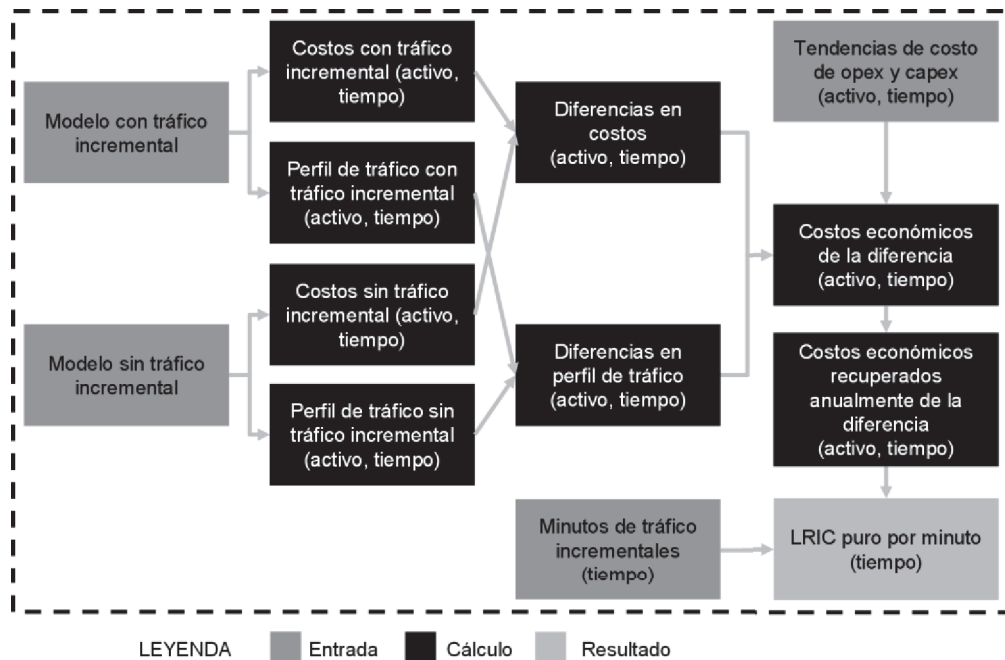 Modelo con tráfico
incremental
Modelo sin tráfico
incremental
Costos con tráfico
incremental (activo,
tiempo)
Perfil de tráfico con
tráfico incremental
(activo, tiempo)
Costos sin tráfico
incremental (activo,
tiempo)
Perfil de tráfico sin
tráfico incremental
(activo, tiempo)
Diferencias en
costos
(activo, tiempo)
Diferencias en
perfil de tráfico
(activo, tiempo)
Minutos de tráfico
incrementales
(tiempo)
Tendencias de costo
de opex y capex
(activo, tiempo)
Costos económicos
de la diferencia
(activo, tiempo)
Costos económicos
recuperados
anualmente de la
diferencia
(activo, tiempo)
LRIC puro por minuto
(tiempo)
LEYENDA
Entrada
Cálculo
Resultado